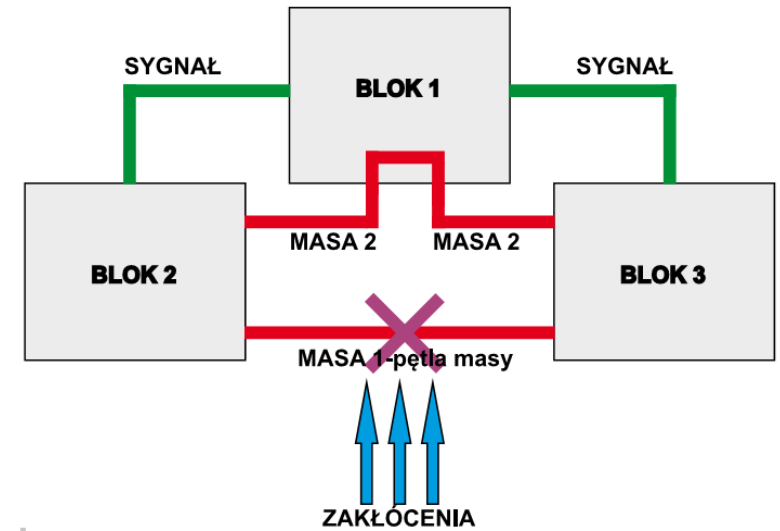 SYGNAŁ
SYGNAŁ
BLOK 1
MASA 2
MASA 2
BLOK 2
BLOK 3
MASA 1-pętla masy
ZAKŁÓCENIA